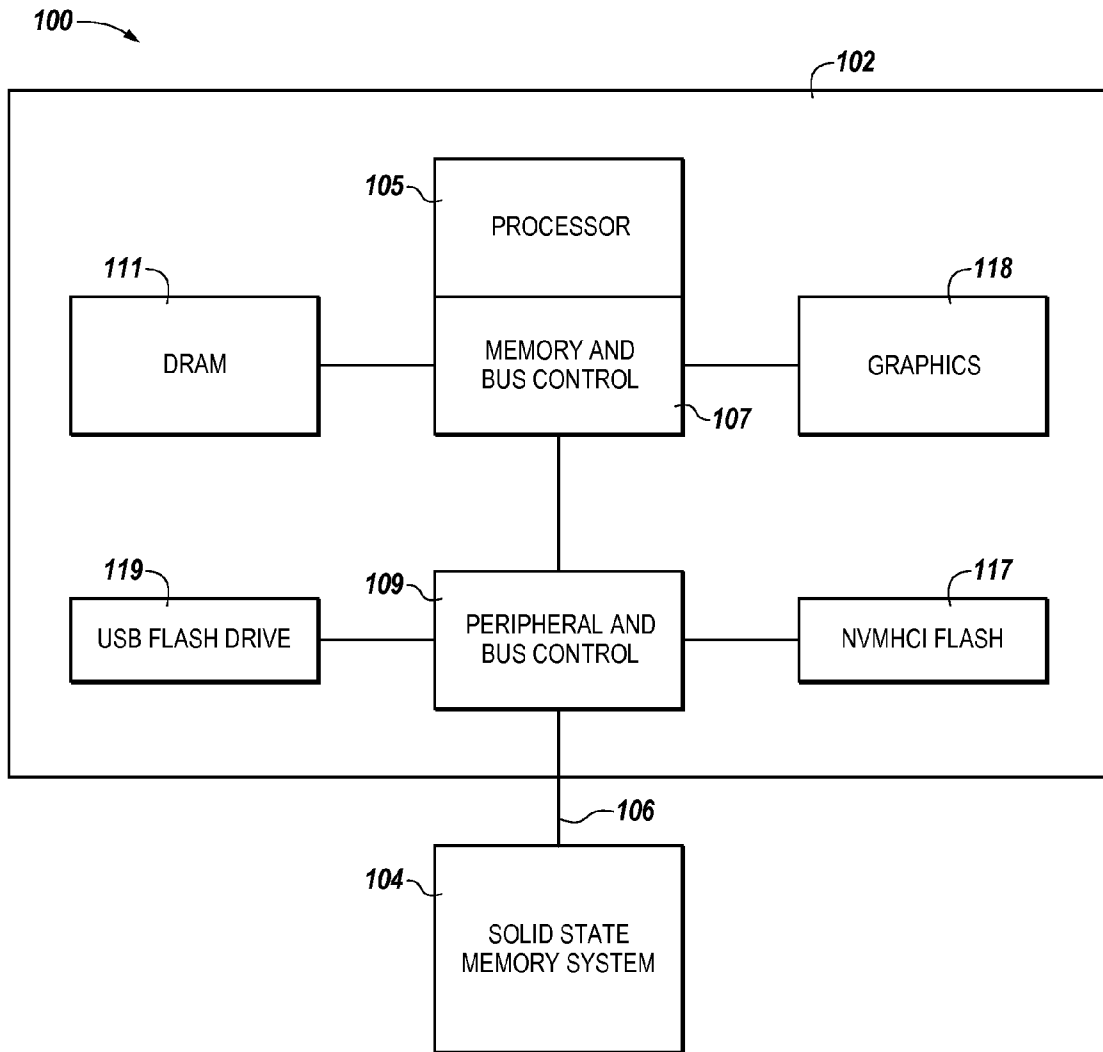 100
102
105
PROCESSOR
111
118
DRAM
MEMORY AND
BUS CONTROL
GRAPHICS
107
119
109
117
USB FLASH DRIVE
PERIPHERAL AND
BUS CONTROL
NVMHCI FLASH
106
104
SOLID STATE
MEMORY SYSTEM